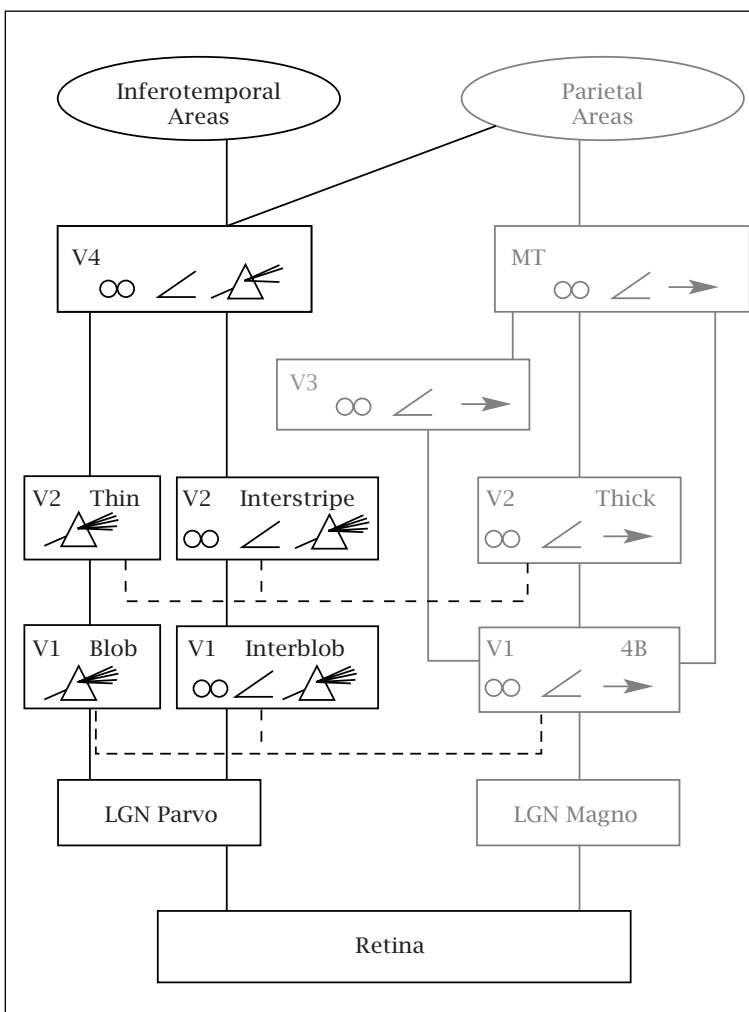 Inferotemporal
Areas
Parietal
Areas
V4
MT
V3
V2 Thin
V2 Interstripe
V2 Thick
V1 Blob
V1 Interblob
V1 4B
LGN Parvo
LGN Magno
Retina